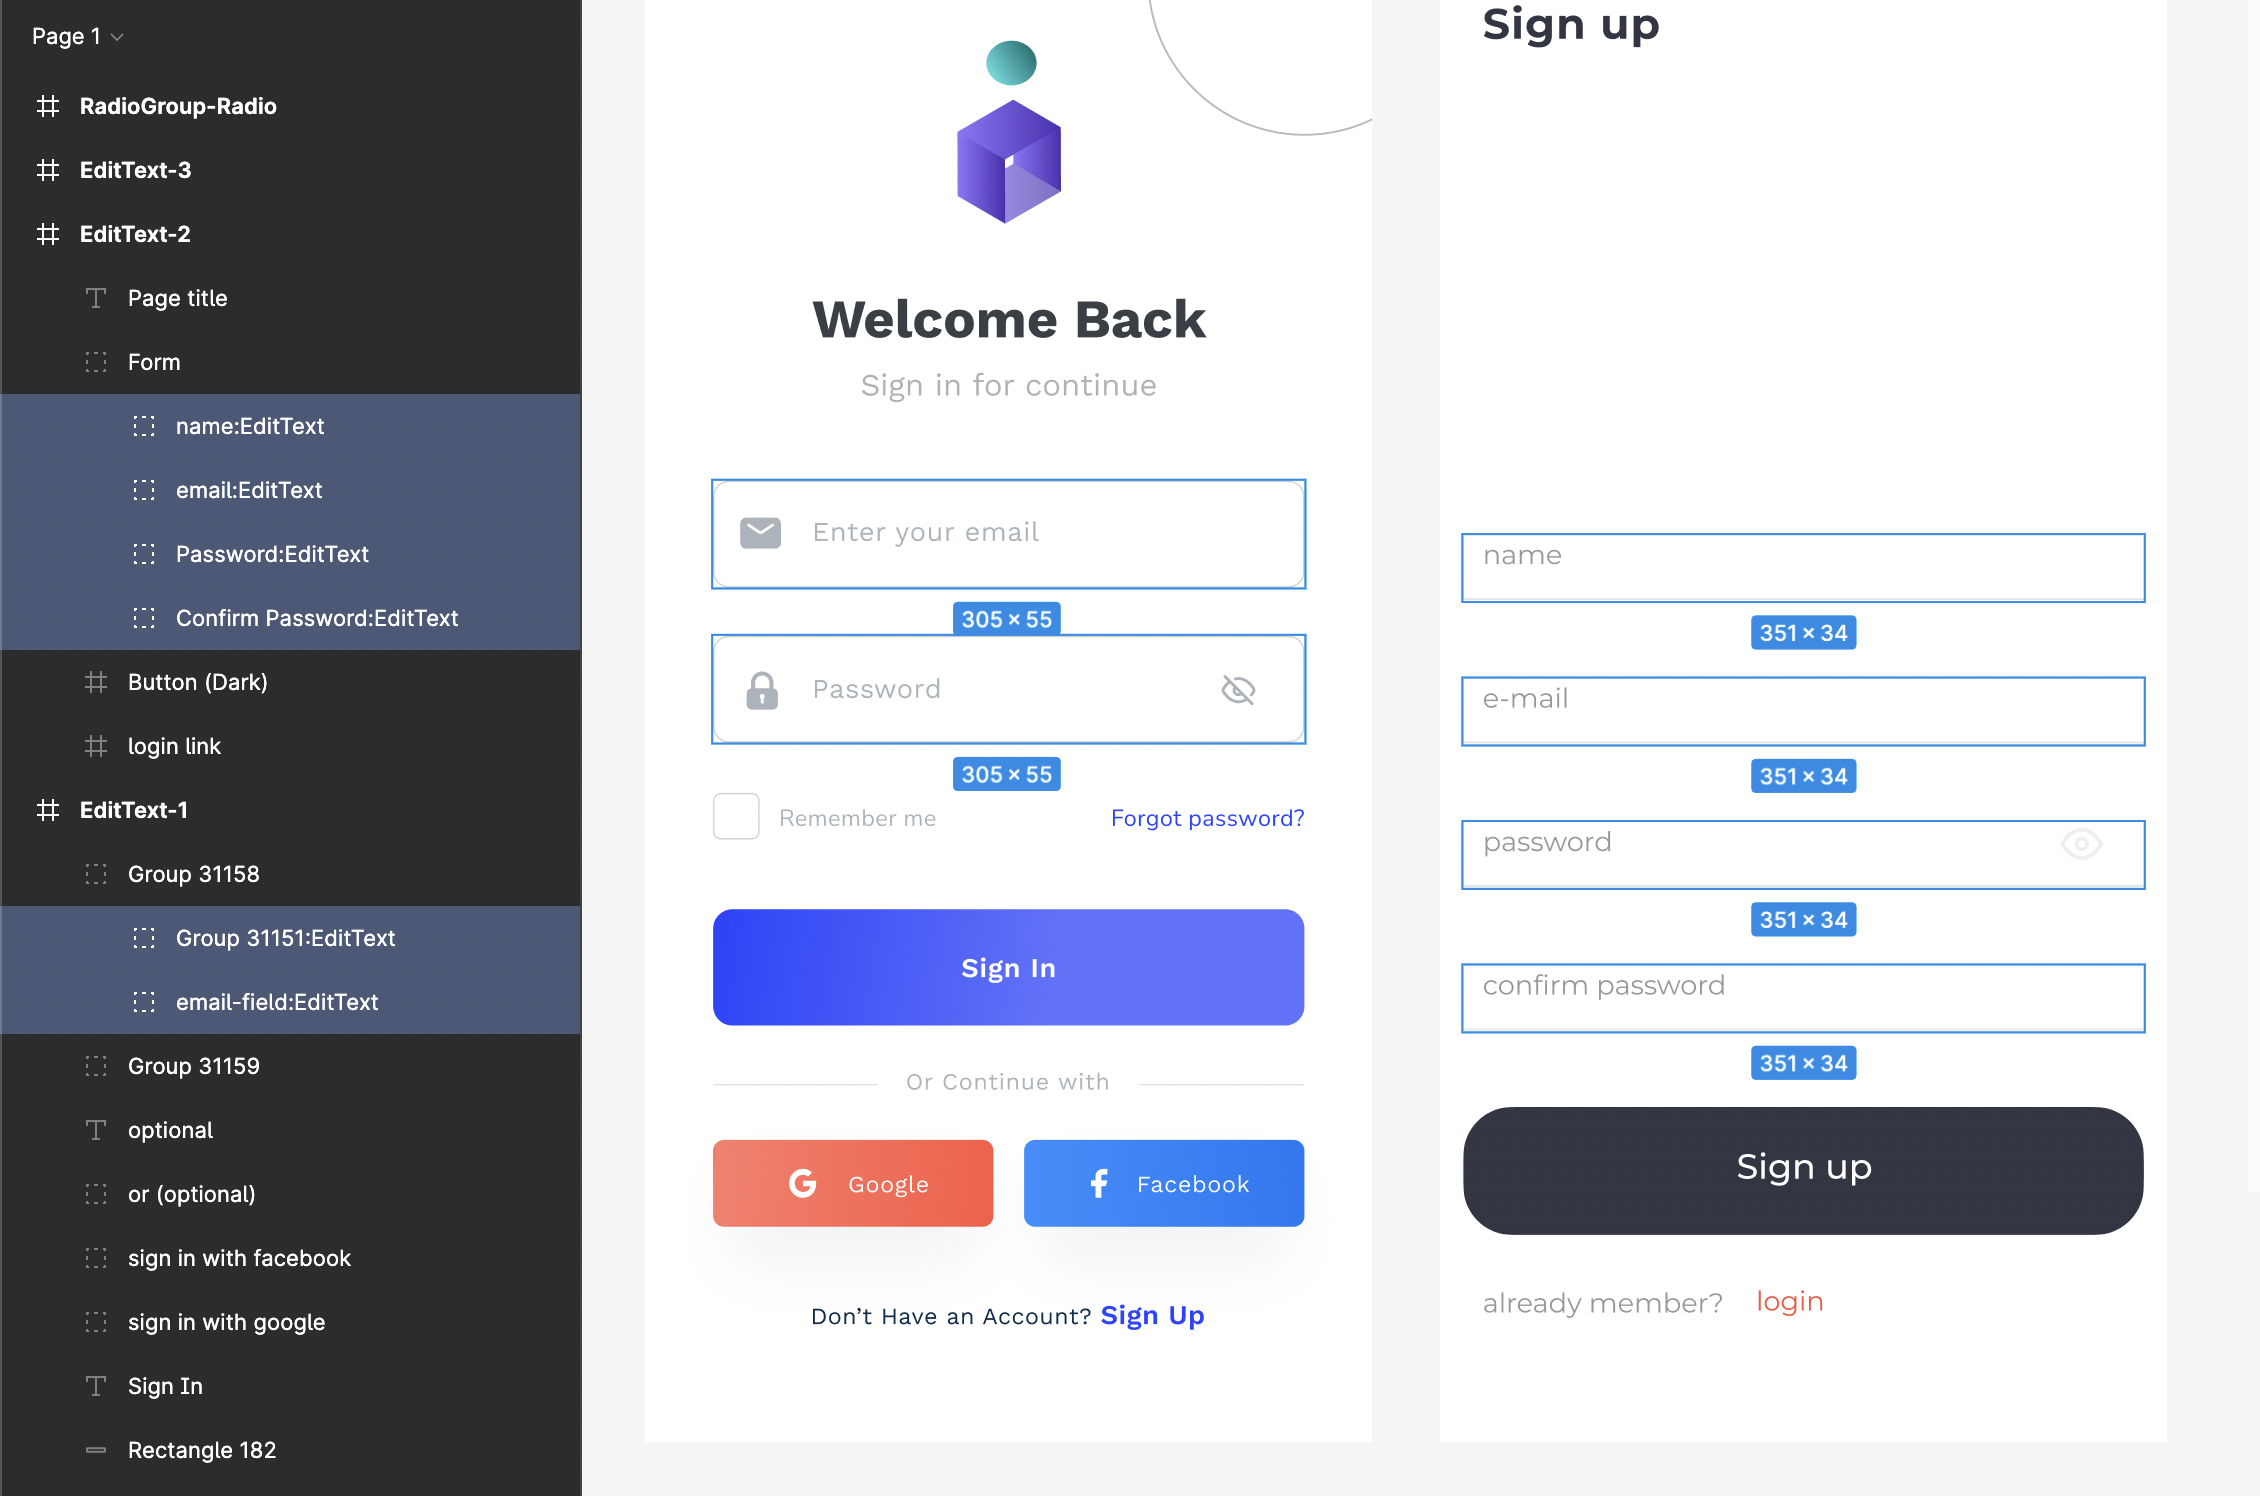 Page 1
RadioGroup-Radio
EditText-3
EditText-2
Page title
Form
name:EditText
email:EditText
Password:EditText
Confirm Password:EditText
Button (Dark)
login link
EditText-1
Group 31158
Group 31151:EditText
email-field:EditText
Group 31159
optional
or (optional)
sign in with facebook
sign in with google
Sign In
Rectangle 182
Welcome Back
Sign in for continue
Enter your email
305 × 55
Password
305 × 55
Remember me
Forgot password?
Sign In
Or Continue with
Google
Facebook
Don’t Have an Account? Sign Up
Sign up
name
351 × 34
e-mail
351 × 34
password
351 × 34
confirm password
351 × 34
Sign up
already member? login